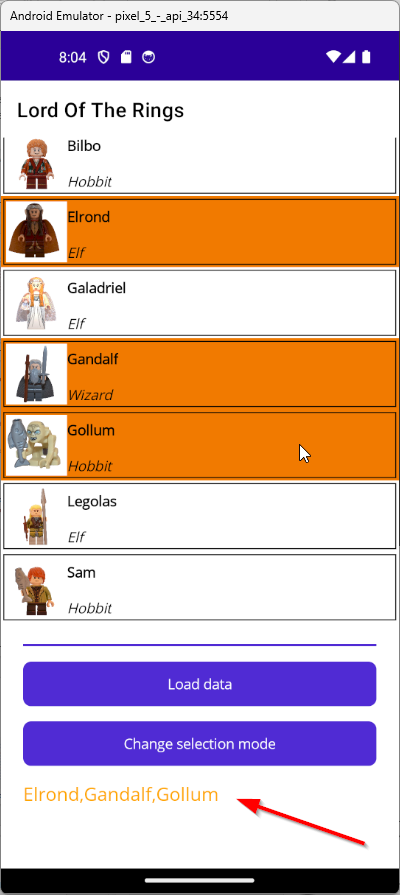 Android Emulator - pixel_5_-_api_34:5554
8:04
Lord Of The Rings
Bilbo
Hobbit
Elrond
Elf
Galadriel
Elf
Gandalf
Wizard
Gollum
Hobbit
Legolas
Elf
Sam
Hobbit
Load data
Change selection mode
Elrond,Gandalf,Gollum